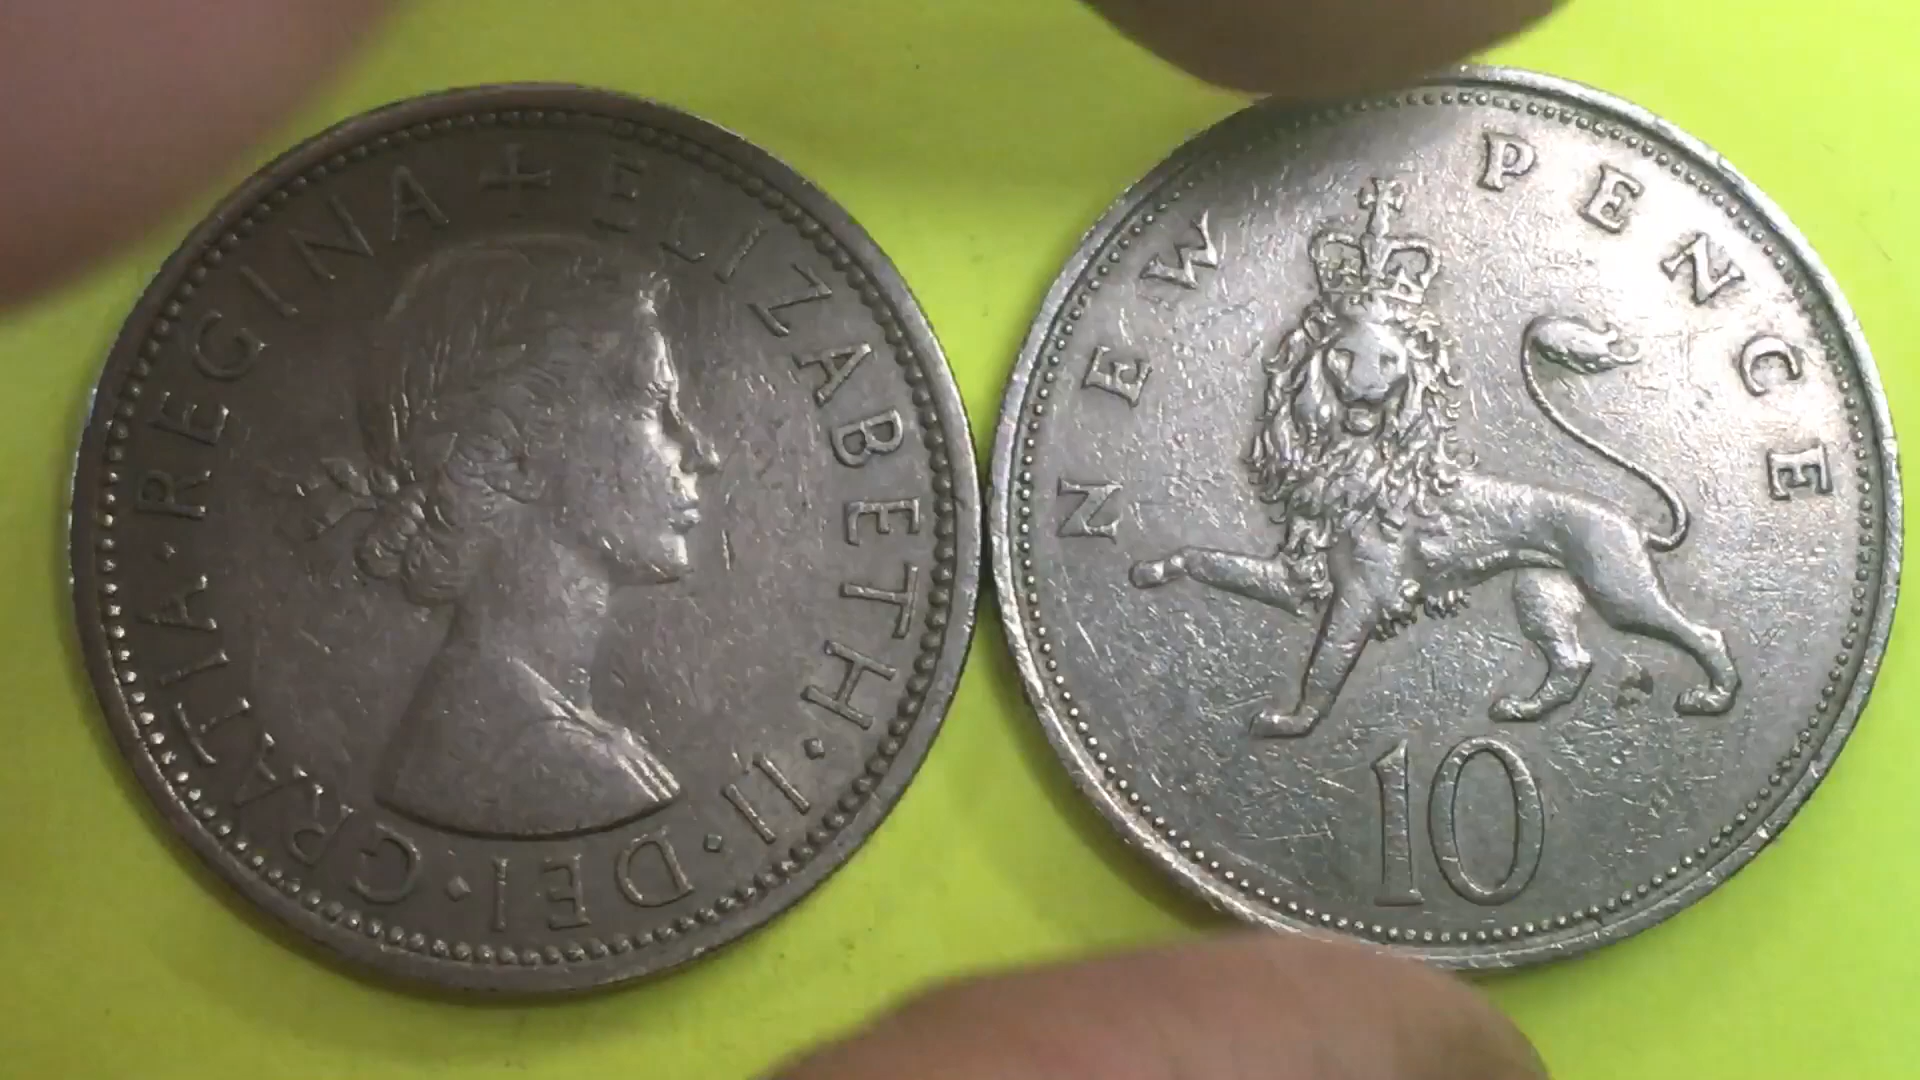 + ELIZABETH · II · DEI · GRATIA · REGINA
NEW PENCE
10